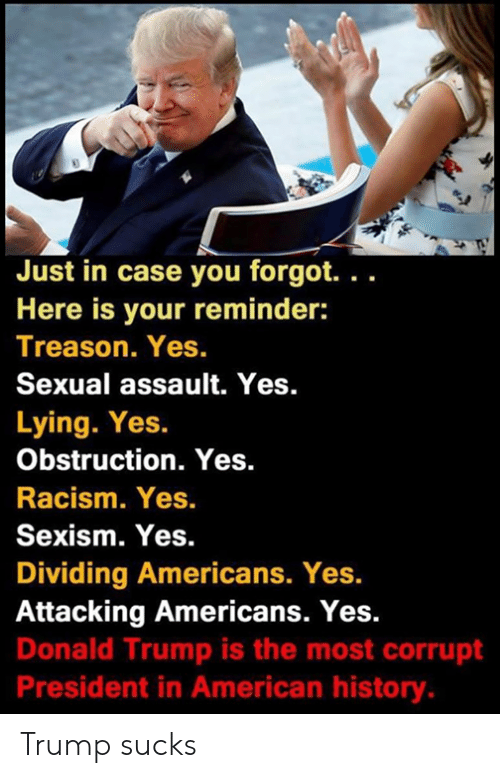 Just in case you forgot. . .
Here is your reminder:
Treason. Yes.
Sexual assault. Yes.
Lying. Yes.
Obstruction. Yes.
Racism. Yes.
Sexism. Yes.
Dividing Americans. Yes.
Attacking Americans. Yes.
Donald Trump is the most corrupt
President in American history.
Trump sucks